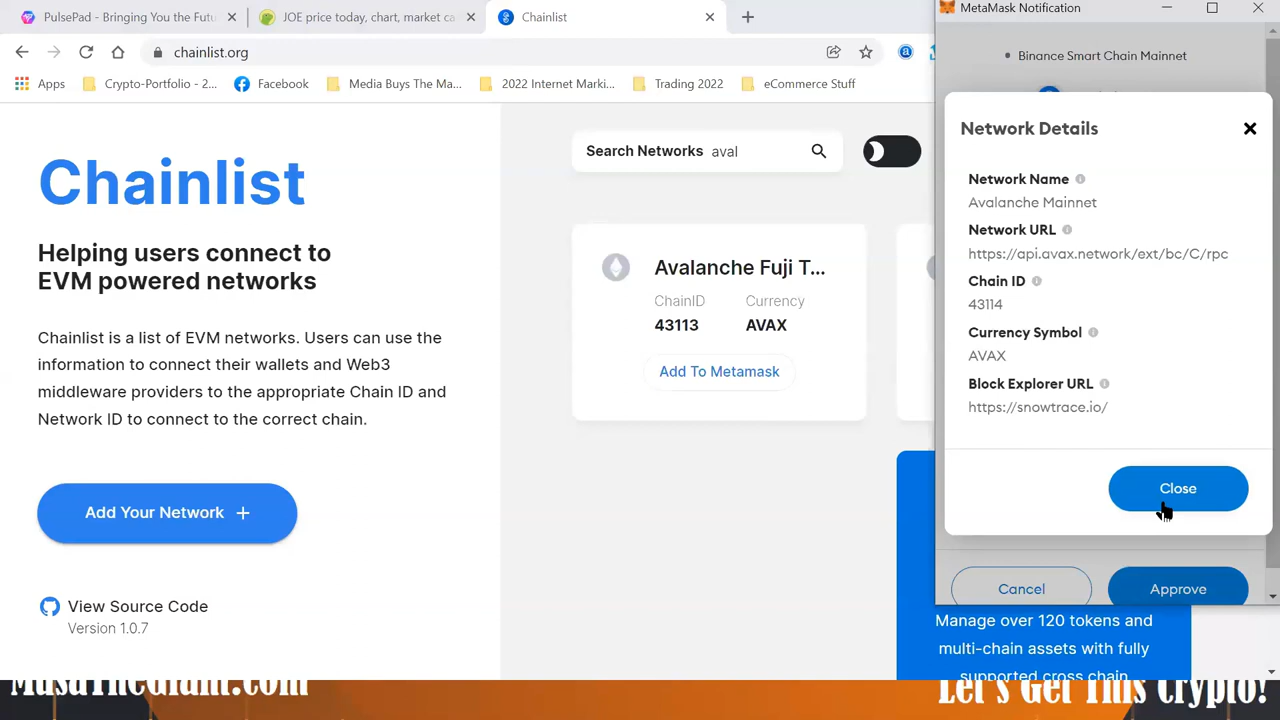 PulsePad - Bringing You the Futu
JOE price today, chart, market ca
Chainlist
chainlist.org
Apps
Crypto-Portfolio - 2...
Facebook
Media Buys The Ma...
2022 Internet Marki...
Trading 2022
eCommerce Stuff
Chainlist
Helping users connect to
EVM powered networks
Chainlist is a list of EVM networks. Users can use the
information to connect their wallets and Web3
middleware providers to the appropriate Chain ID and
Network ID to connect to the correct chain.
Add Your Network +
View Source Code
Version 1.0.7
Search Networks aval
Avalanche Fuji T...
ChainID Currency
43113 AVAX
Add To Metamask
Manage over 120 tokens and
multi-chain assets with fully
supported cross chain
MetaMask Notification
Binance Smart Chain Mainnet
Network Details
Network Name
Avalanche Mainnet
Network URL
https://api.avax.network/ext/bc/C/rpc
Chain ID
43114
Currency Symbol
AVAX
Block Explorer URL
https://snowtrace.io/
Close
Cancel
Approve
MusaTheGiant.com
Let's Get This Crypto!